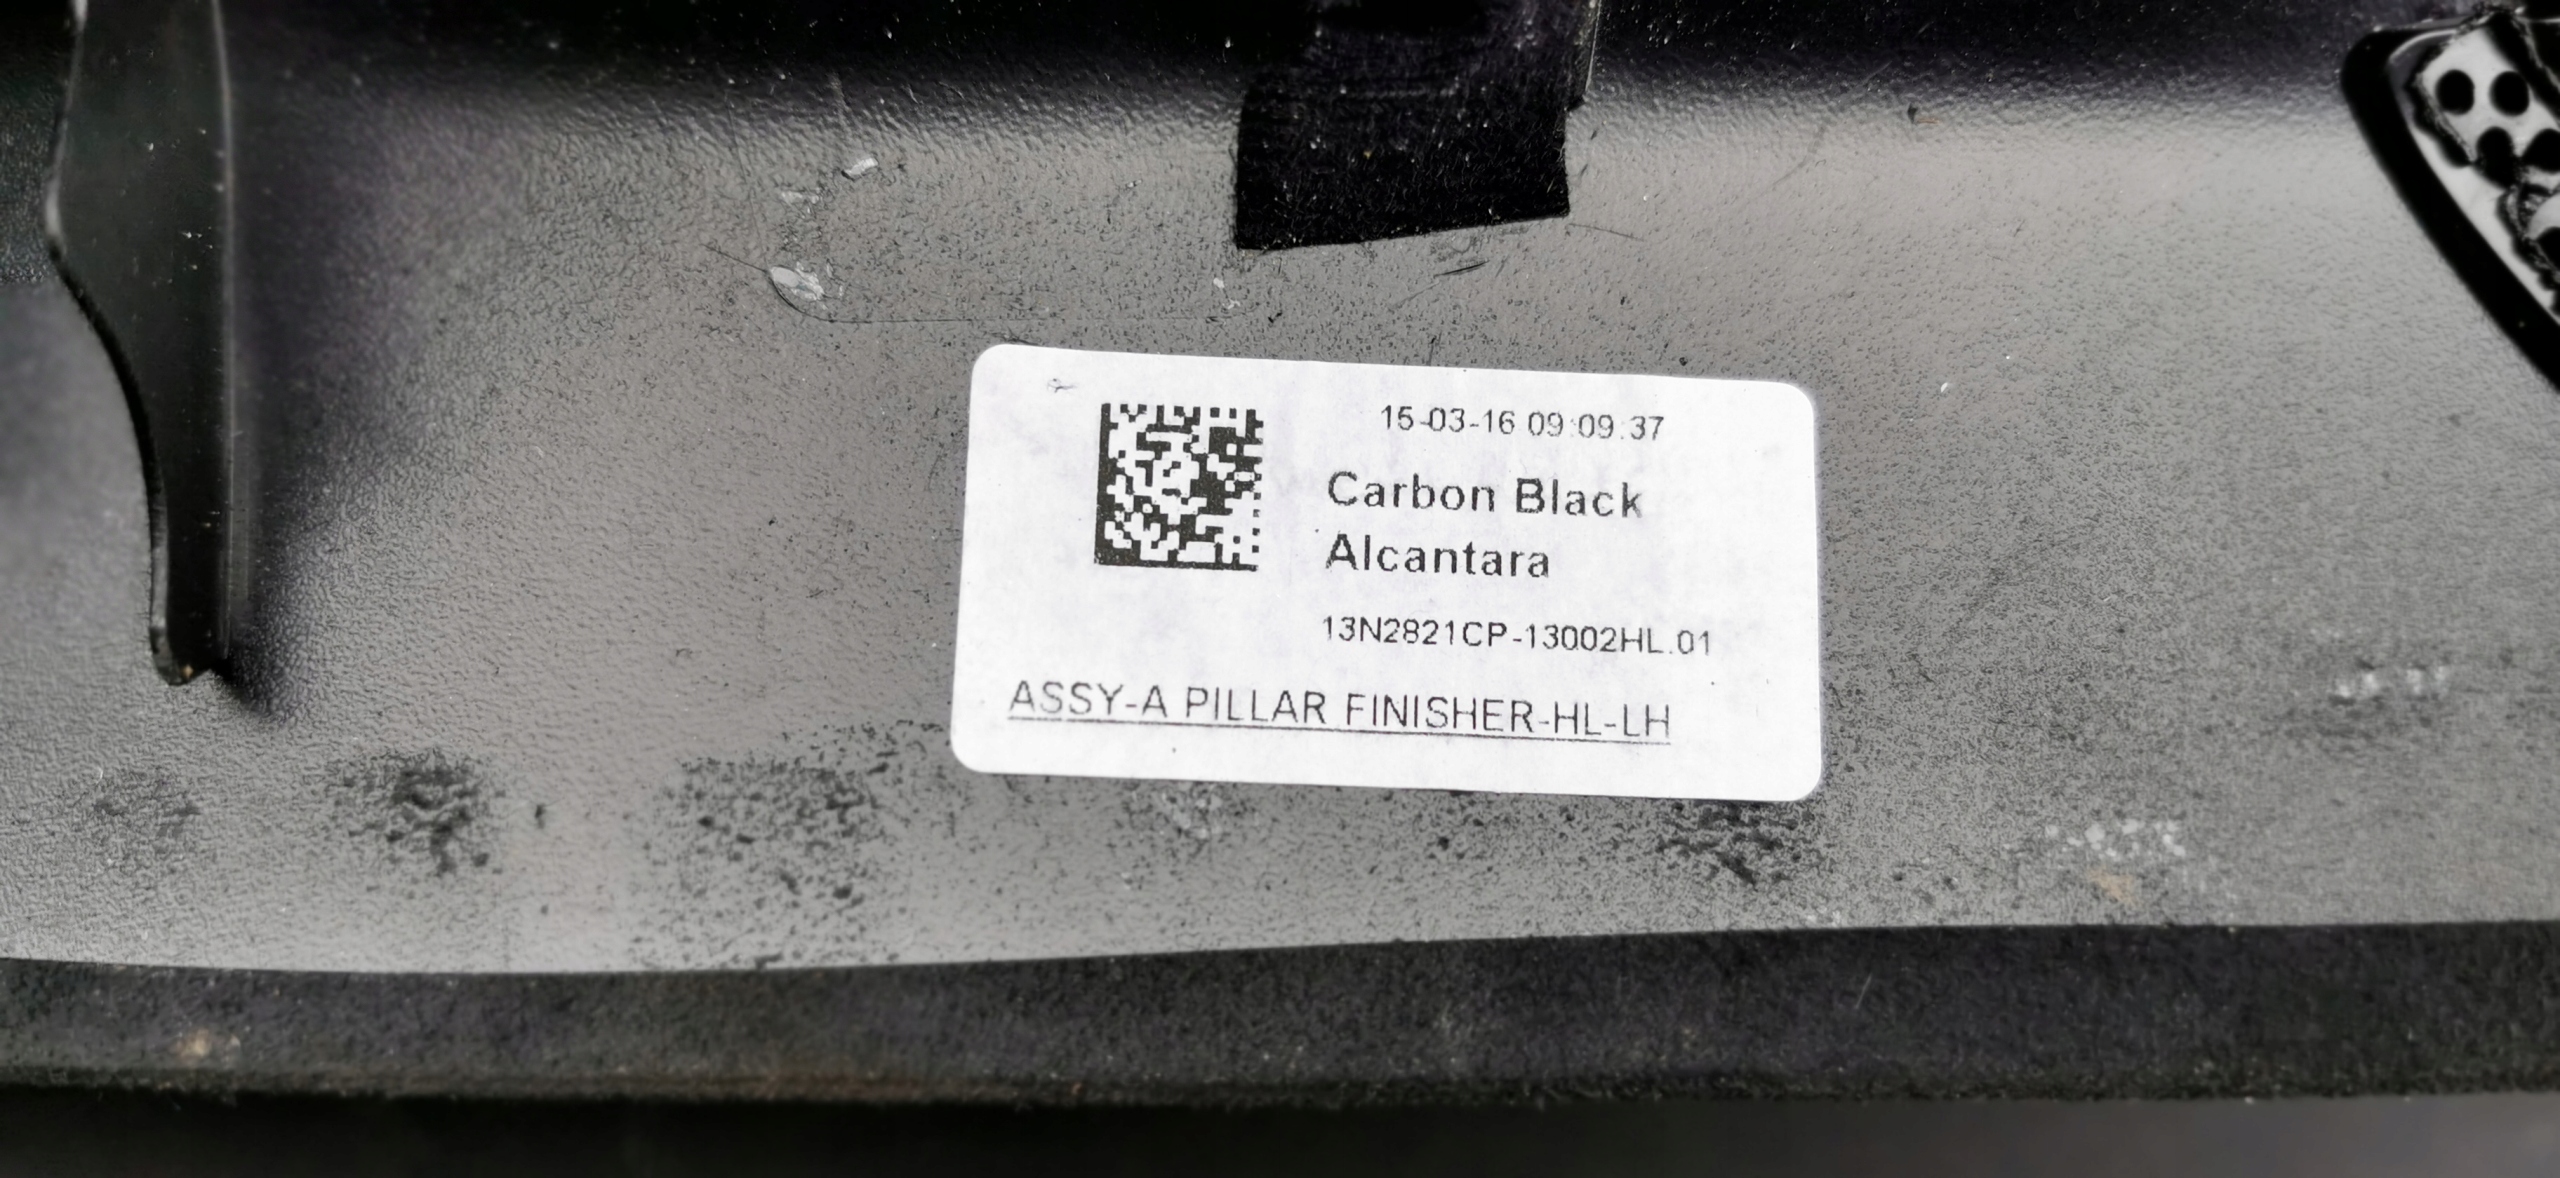 15-03-16 09:09:37
Carbon Black
Alcantara
13N2821CP-13002HL.01
ASSY-A PILLAR FINISHER-HL-LH